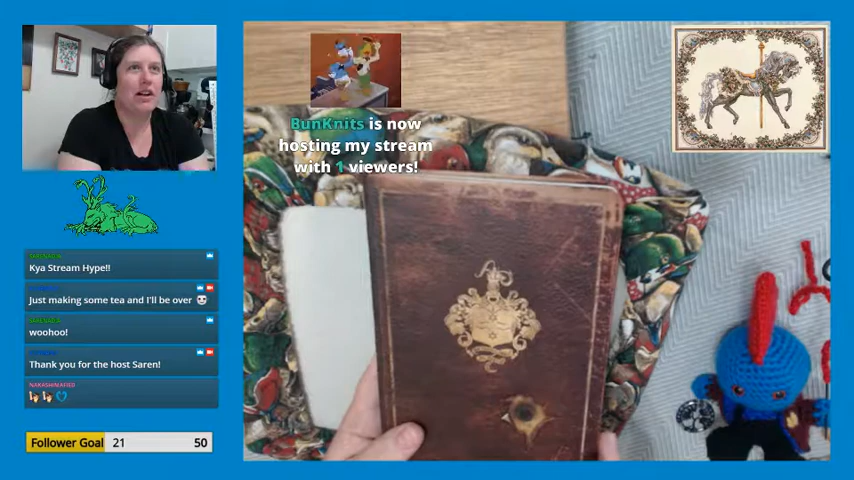 BunKnits is now
hosting my stream
with 1 viewers!
Kya Stream Hype!!
Just making some tea and I'll be over
woohoo!
Thank you for the host Saren!
NAKASHIMAFIED
Follower Goal 21 50